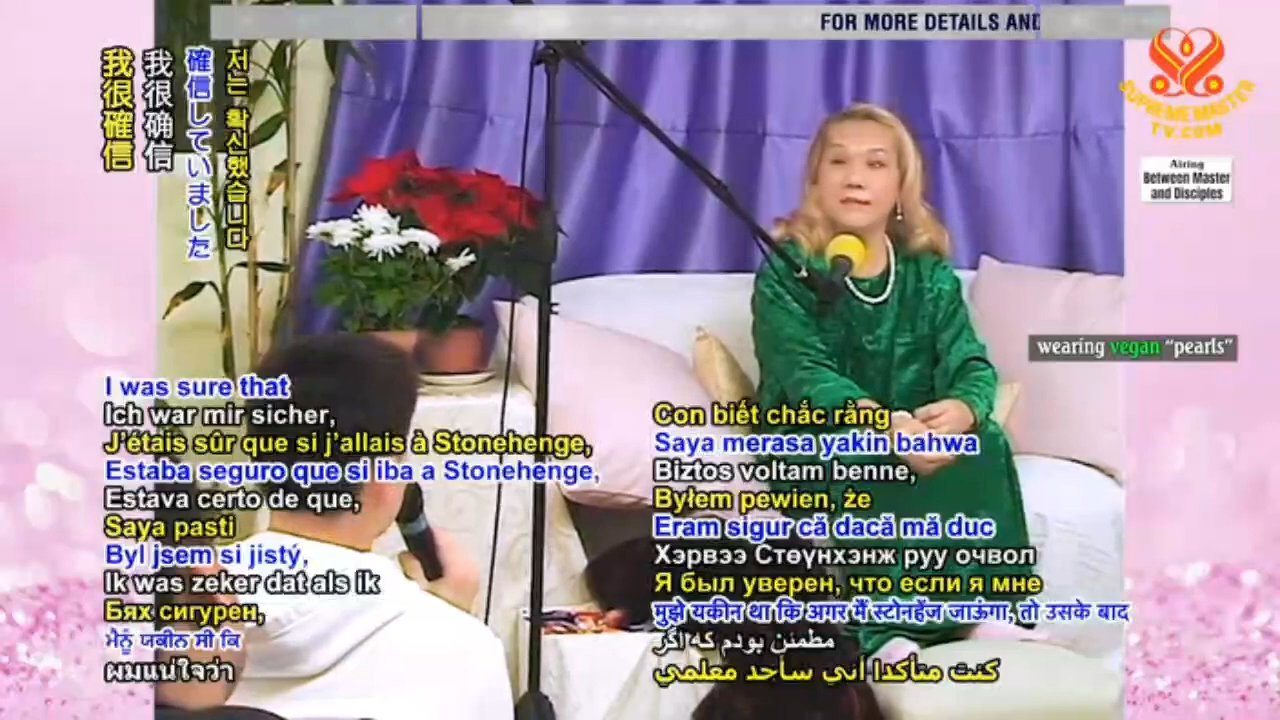 FOR MORE DETAILS AND
SUPREME MASTER
TV.COM
Airing
Between Master
and Disciples
我很確信
我很确信
確信していました
저는 확신했습니다
wearing vegan "pearls"
I was sure that
Ich war mir sicher,
J'étais sûr que si j'allais à Stonehenge,
Estaba seguro que si iba a Stonehenge,
Estava certo de que,
Saya pasti
Byl jsem si jistý,
Ik was zeker dat als ik
Бях сигурен,
ਮੈਨੂੰ ਯਕੀਨ ਸੀ ਕਿ
ผมแน่ใจว่า
Con biết chắc rằng
Saya merasa yakin bahwa
Biztos voltam benne,
Byłem pewien, że
Eram sigur că dacă mă duc
Хэрвээ Стөүнхэнж руу очвол
Я был уверен, что если я мне
मुझे यकीन था कि अगर मैं स्टोनहेंज जाऊंगा, तो उसके बाद
مطمئن بودم که اگر
كنت متأكدا أني سأجد معلمي